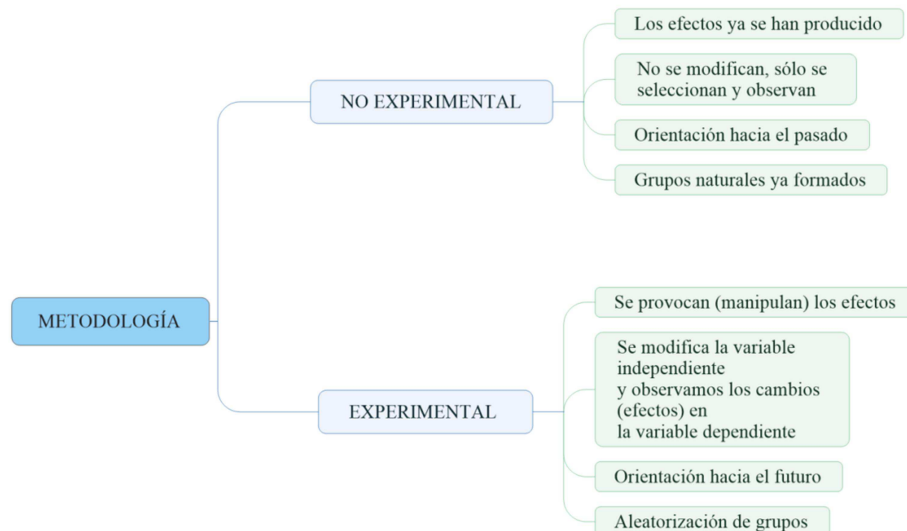 METODOLOGÍA
NO EXPERIMENTAL
Los efectos ya se han producido
No se modifican, sólo se
seleccionan y observan
Orientación hacia el pasado
Grupos naturales ya formados
EXPERIMENTAL
Se provocan (manipulan) los efectos
Se modifica la variable
independiente
y observamos los cambios
(efectos) en
la variable dependiente
Orientación hacia el futuro
Aleatorización de grupos